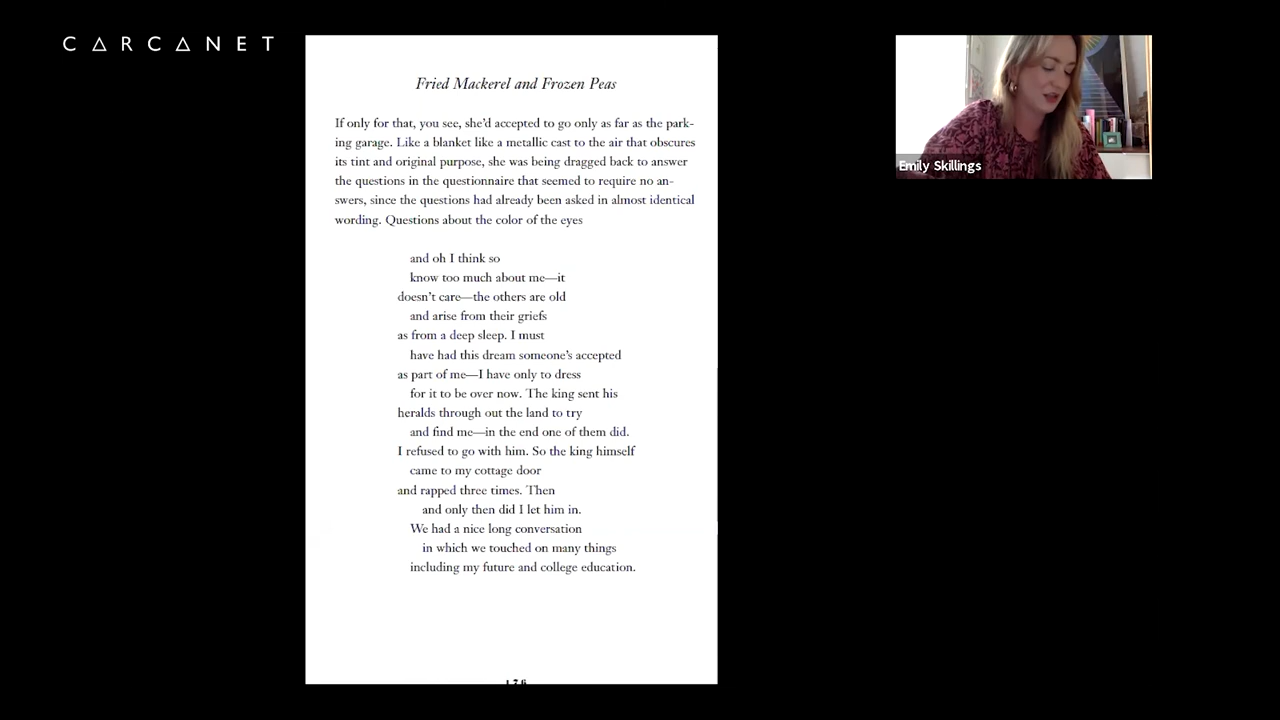 CARCANET
Fried Mackerel and Frozen Peas
If only for that, you see, she'd accepted to go only as far as the park-
ing garage. Like a blanket like a metallic cast to the air that obscures
its tint and original purpose, she was being dragged back to answer
the questions in the questionnaire that seemed to require no an-
swers, since the questions had already been asked in almost identical
wording. Questions about the color of the eyes
and oh I think so
know too much about me—it
doesn't care—the others are old
and arise from their griefs
as from a deep sleep. I must
have had this dream someone's accepted
as part of me—I have only to dress
for it to be over now. The king sent his
heralds through out the land to try
and find me—in the end one of them did.
I refused to go with him. So the king himself
came to my cottage door
and rapped three times. Then
and only then did I let him in.
We had a nice long conversation
in which we touched on many things
including my future and college education.
Emily Skillings